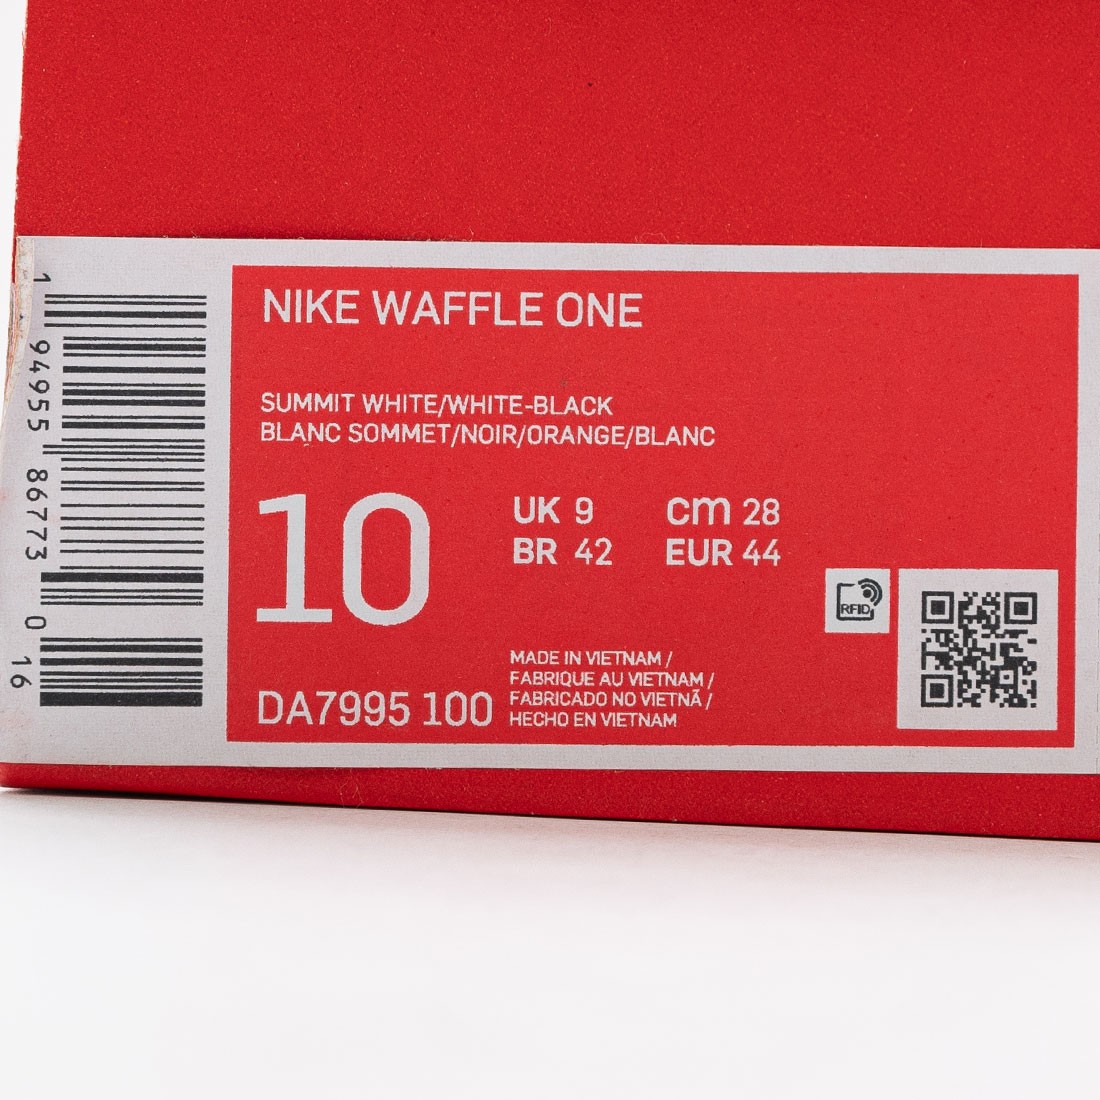 NIKE WAFFLE ONE
SUMMIT WHITE/WHITE-BLACK
BLANC SOMMET/NOIR/ORANGE/BLANC
10
UK 9 cm 28
BR 42 EUR 44
RFID
DA7995 100
MADE IN VIETNAM /
FABRIQUE AU VIETNAM /
FABRICADO NO VIETNÃ /
HECHO EN VIETNAM
1 94955 86773 0
16